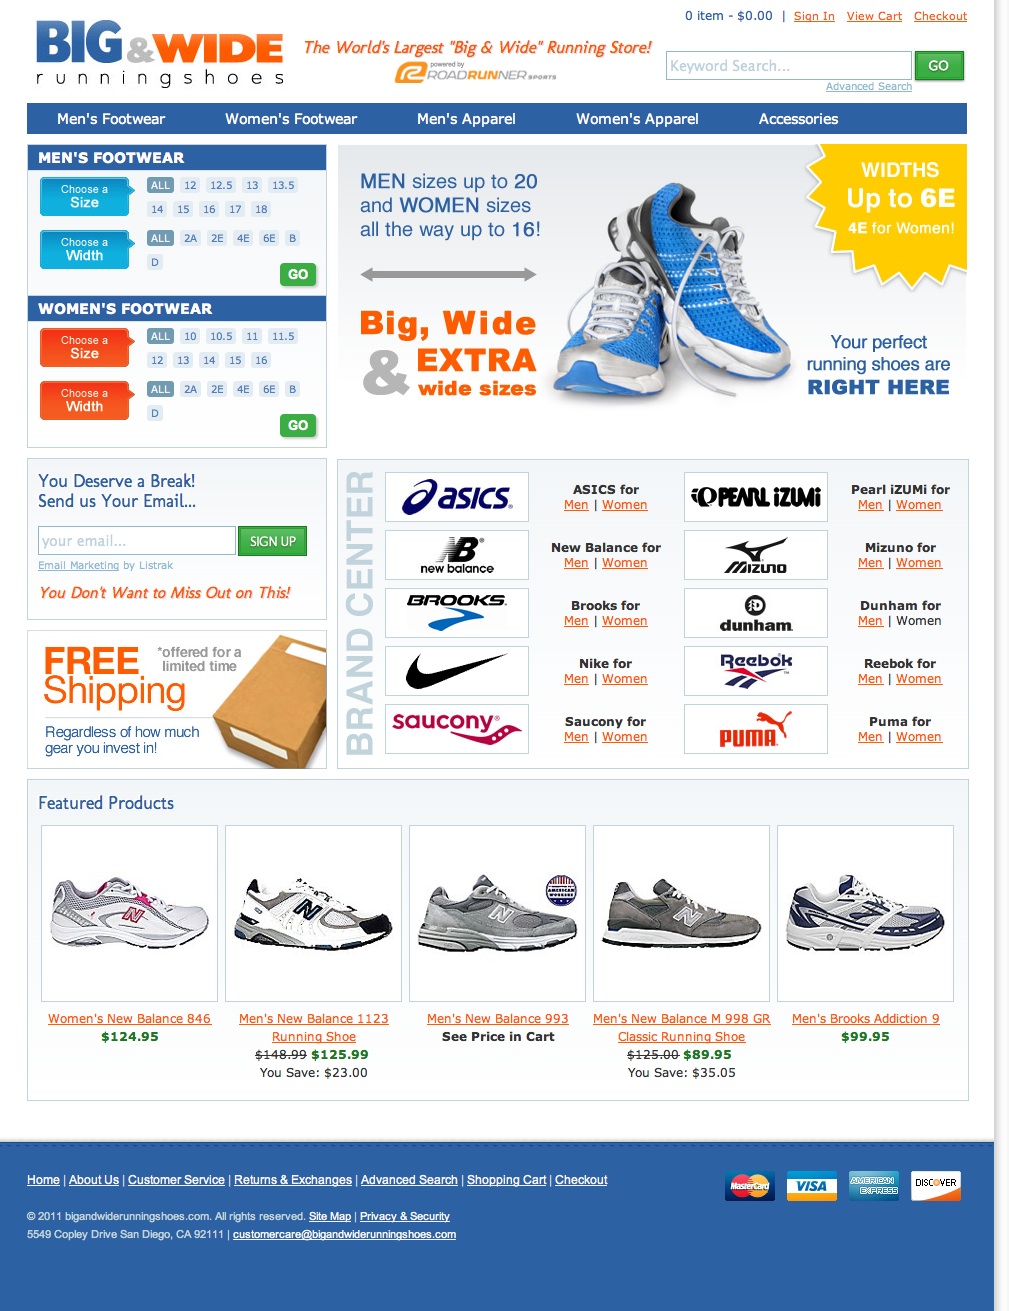 0 item - $0.00 | Sign In View Cart Checkout
BIG & WIDE
runningshoes
The World's Largest "Big & Wide" Running Store!
powered by
ROADRUNNER SPORTS
Keyword Search... GO
Advanced Search
Men's Footwear Women's Footwear Men's Apparel Women's Apparel Accessories
MEN'S FOOTWEAR
Choose a
Size
ALL 12 12.5 13 13.5
14 15 16 17 18
Choose a
Width
ALL 2A 2E 4E 6E B
D
GO
WOMEN'S FOOTWEAR
Choose a
Size
ALL 10 10.5 11 11.5
12 13 14 15 16
Choose a
Width
ALL 2A 2E 4E 6E B
D
GO
MEN sizes up to 20
and WOMEN sizes
all the way up to 16!
Big, Wide
& EXTRA
wide sizes
WIDTHS
Up to 6E
4E for Women!
Your perfect
running shoes are
RIGHT HERE
You Deserve a Break!
Send us Your Email...
your email... SIGN UP
Email Marketing by Listrak
You Don't Want to Miss Out on This!
FREE
Shipping
*offered for a
limited time
Regardless of how much
gear you invest in!
BRAND CENTER
asics
ASICS for
Men | Women
PEARL iZUMi
Pearl iZUMi for
Men | Women
NB
new balance
New Balance for
Men | Women
MIZUNO
Mizuno for
Men | Women
BROOKS
Brooks for
Men | Women
dunham
Dunham for
Men | Women
Nike for
Men | Women
Reebok
Reebok for
Men | Women
saucony
Saucony for
Men | Women
PUMA
Puma for
Men | Women
Featured Products
AMERICAN
WORKERS
Women's New Balance 846
$124.95
Men's New Balance 1123
Running Shoe
$148.99 $125.99
You Save: $23.00
Men's New Balance 993
See Price in Cart
Men's New Balance M 998 GR
Classic Running Shoe
$125.00 $89.95
You Save: $35.05
Men's Brooks Addiction 9
$99.95
Home | About Us | Customer Service | Returns & Exchanges | Advanced Search | Shopping Cart | Checkout
MasterCard
VISA
AMERICAN
EXPRESS
DISCOVER
© 2011 bigandwiderunningshoes.com. All rights reserved. Site Map | Privacy & Security
5549 Copley Drive San Diego, CA 92111 | customercare@bigandwiderunningshoes.com